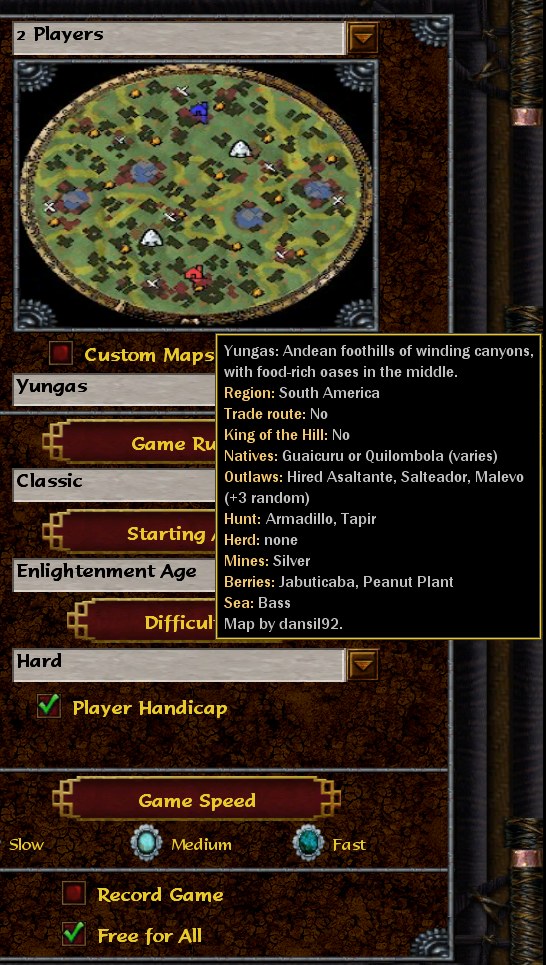 2 Players
Custom Maps
Yungas
Yungas: Andean foothills of winding canyons,
with food-rich oases in the middle.
Region: South America
Trade route: No
King of the Hill: No
Natives: Guaicuru or Quilombola (varies)
Outlaws: Hired Asaltante, Salteador, Malevo
(+3 random)
Hunt: Armadillo, Tapir
Herd: none
Mines: Silver
Berries: Jabuticaba, Peanut Plant
Sea: Bass
Map by dansil92.
Game Ru
Classic
Starting
Enlightenment Age
Difficul
Hard
Player Handicap
Game Speed
Slow Medium Fast
Record Game
Free for All